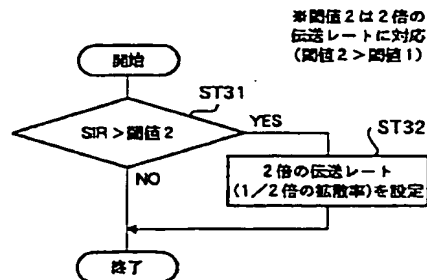 ※閾値2は2倍の
伝送レートに対応
(閾値2>閾値1)
開始
ST31
SIR>閾値2
YES
ST32
2倍の伝送レート
(1/2倍の拡散率)を設定
NO
終了